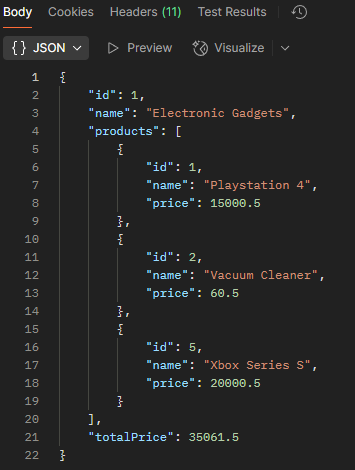 Body Cookies Headers (11) Test Results
{} JSON Preview Visualize
1 {
2 "id": 1,
3 "name": "Electronic Gadgets",
4 "products": [
5 {
6 "id": 1,
7 "name": "Playstation 4",
8 "price": 15000.5
9 },
10 {
11 "id": 2,
12 "name": "Vacuum Cleaner",
13 "price": 60.5
14 },
15 {
16 "id": 5,
17 "name": "Xbox Series S",
18 "price": 20000.5
19 }
20 ],
21 "totalPrice": 35061.5
22 }